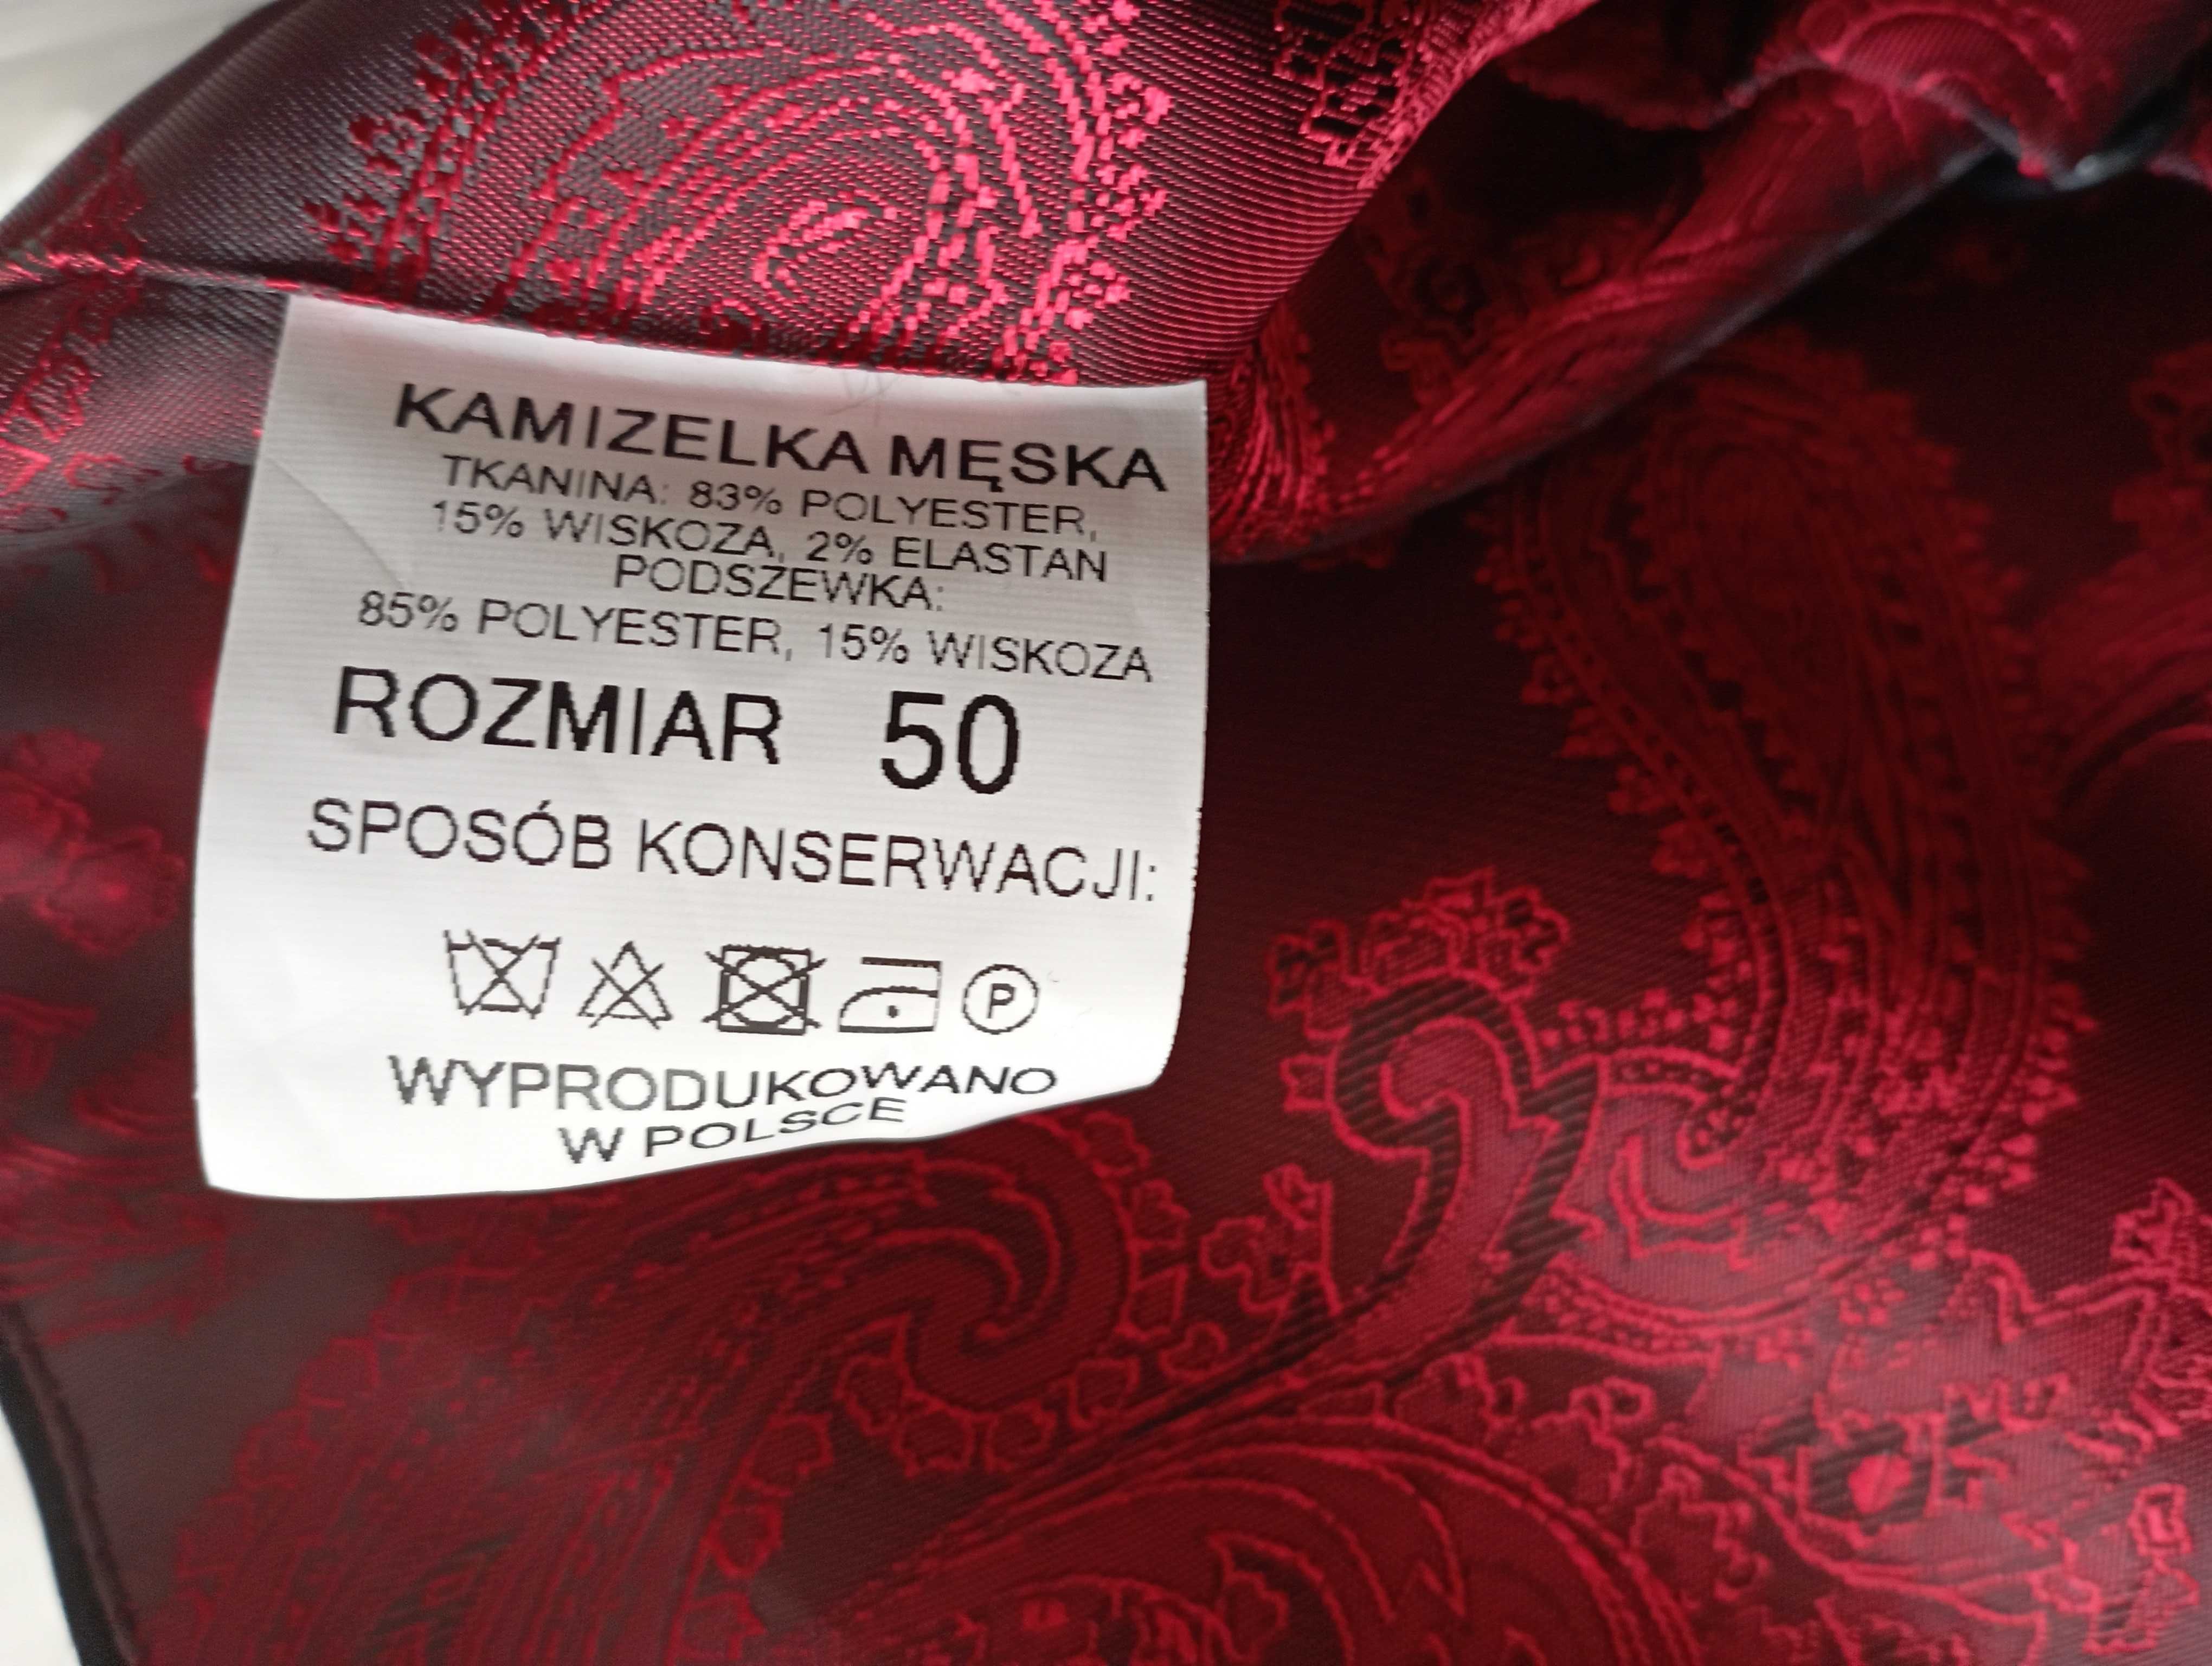 KAMIZELKA MĘSKA
TKANINA: 83% POLYESTER,
15% WISKOZA, 2% ELASTAN
PODSZEWKA:
85% POLYESTER, 15% WISKOZA
ROZMIAR 50
SPOSÓB KONSERWACJI:
P
WYPRODUKOWANO
W POLSCE